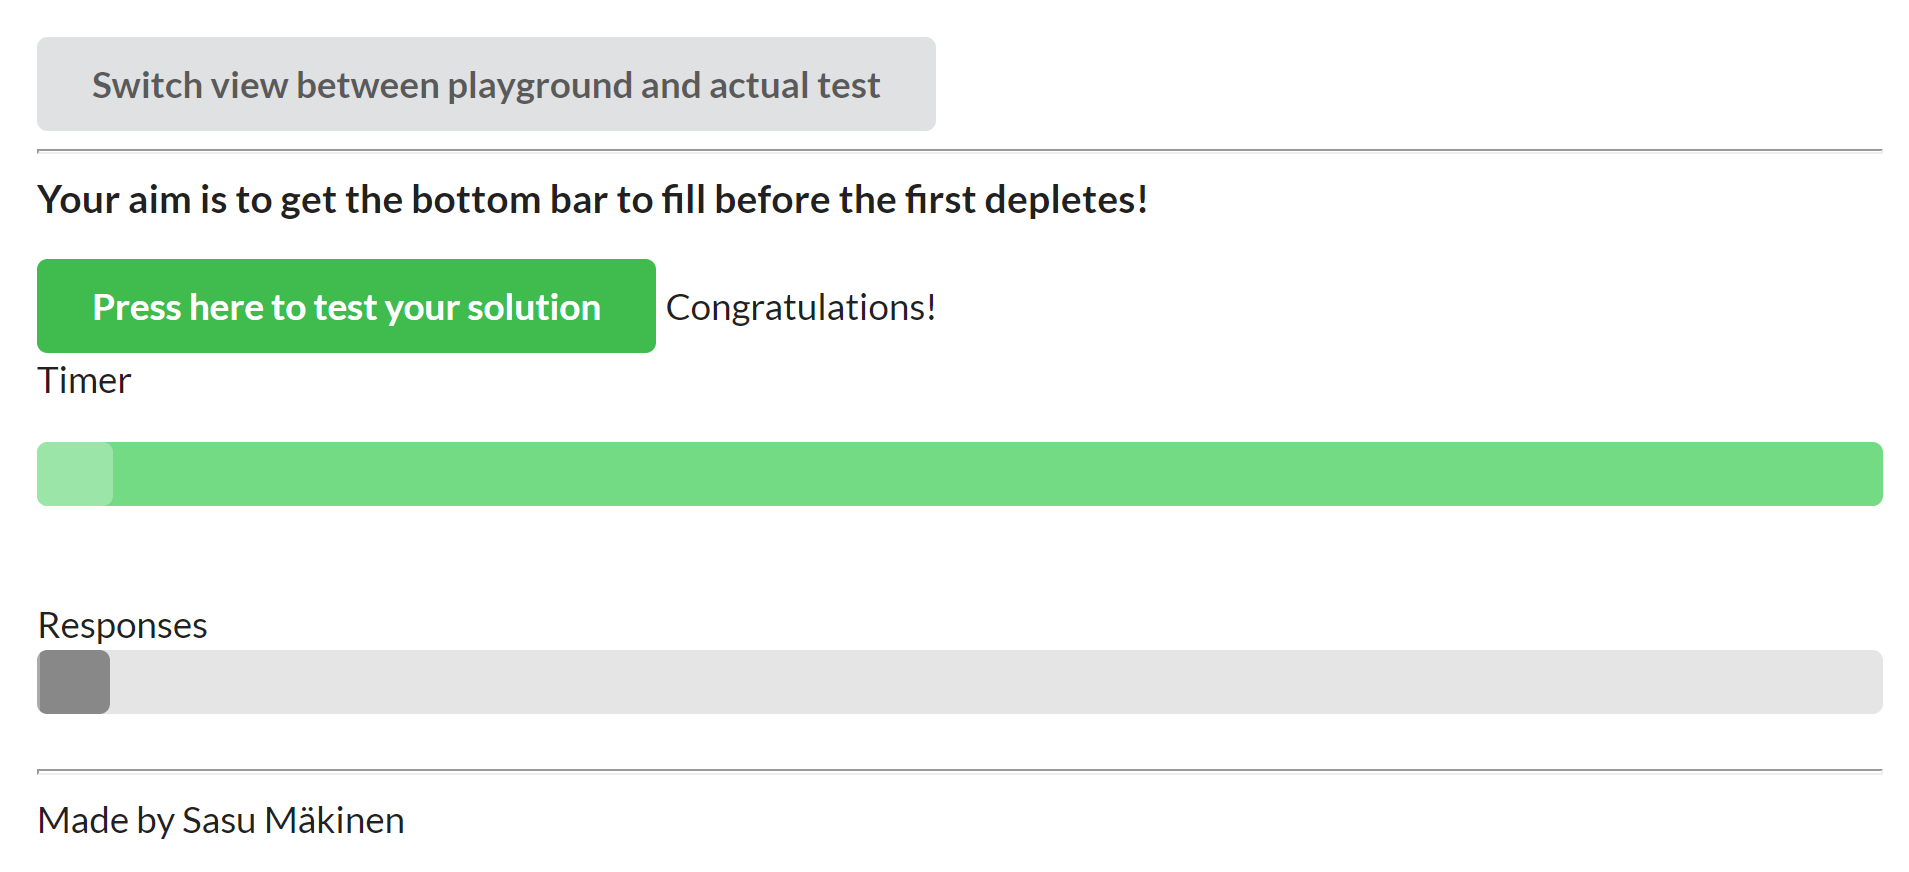 Switch view between playground and actual test
Your aim is to get the bottom bar to fill before the first depletes!
Press here to test your solution Congratulations!
Timer
Responses
Made by Sasu Mäkinen